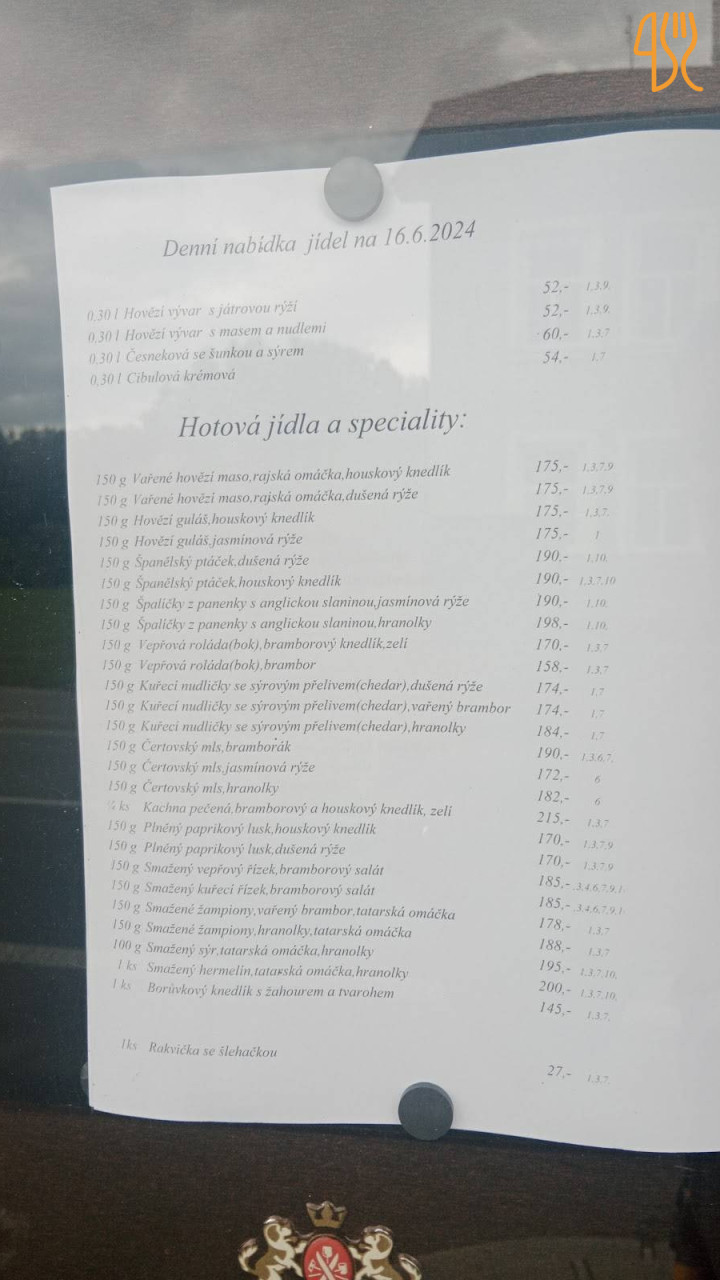 Denní nabídka jídel na 16.6.2024
0,30 l Hovězí vývar s játrovou rýží 52,- 1,3,9,
0,30 l Hovězí vývar s masem a nudlemi 52,- 1,3,9,
0,30 l Česneková se šunkou a sýrem 60,- 1,3,7
0,30 l Cibulová krémová 54,- 1,7
Hotová jídla a speciality:
150 g Vařené hovězí maso,rajská omáčka,houskový knedlík 175,- 1,3,7,9
150 g Vařené hovězí maso,rajská omáčka,dušená rýže 175,- 1,3,7,9
150 g Hovězí guláš,houskový knedlík 175,- 1,3,7,
150 g Hovězí guláš,jasmínová rýže 175,- 1
150 g Španělský ptáček,dušená rýže 190,- 1,10,
150 g Španělský ptáček,houskový knedlík 190,- 1,3,7,10
150 g Špalíčky z panenky s anglickou slaninou,jasmínová rýže 190,- 1,10,
150 g Špalíčky z panenky s anglickou slaninou,hranolky 198,- 1,10,
150 g Vepřová roláda(bok),bramborový knedlík,zelí 170,- 1,3,7
150 g Vepřová roláda(bok),brambor 158,- 1,3,7
150 g Kuřecí nudličky se sýrovým přelivem(chedar),dušená rýže 174,- 1,7
150 g Kuřecí nudličky se sýrovým přelivem(chedar),vařený brambor 174,- 1,7
150 g Kuřecí nudličky se sýrovým přelivem(chedar),hranolky 184,- 1,7
150 g Čertovský mls,bramborák 190,- 1,3,6,7,
150 g Čertovský mls,jasmínová rýže 172,- 6
150 g Čertovský mls,hranolky 182,- 6
ks Kachna pečená,bramborový a houskový knedlík, zelí 215,- 1,3,7
150 g Plněný paprikový lusk,houskový knedlík 170,- 1,3,7,9
150 g Plněný paprikový lusk,dušená rýže 170,- 1,3,7,9
150 g Smažený vepřový řízek,bramborový salát 185,- ,3,4,6,7,9,1
150 g Smažený kuřecí řízek,bramborový salát 185,- ,3,4,6,7,9,1
150 g Smažené žampiony,vařený brambor,tatarská omáčka 178,- 1,3,7
150 g Smažené žampiony,hranolky,tatarská omáčka 188,- 1,3,7
100 g Smažený sýr,tatarská omáčka,hranolky 195,- 1,3,7,10,
1 ks Smažený hermelín,tatarská omáčka,hranolky 200,- 1,3,7,10,
1 ks Borůvkový knedlík s žahourem a tvarohem 145,- 1,3,7,
1ks Rakvička se šlehačkou 27,- 1,3,7,